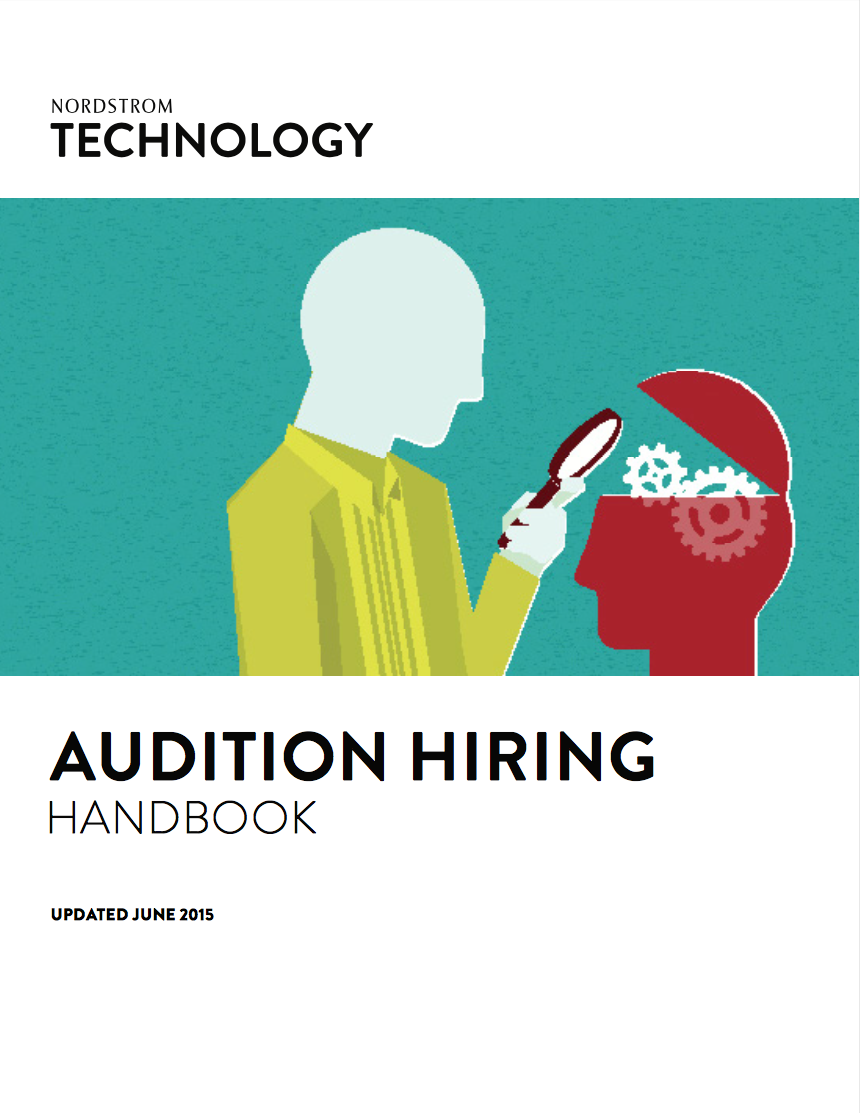 NORDSTROM
TECHNOLOGY
AUDITION HIRING
HANDBOOK
UPDATED JUNE 2015